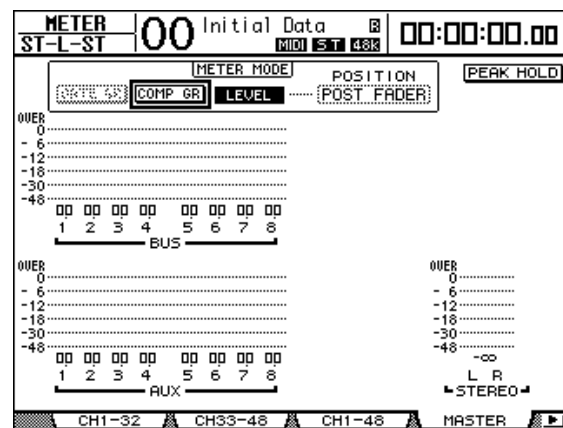 METER
ST-L-ST
00
Initial Data
MIDI ST 48k
00:00:00.00
METER MODE
GATE GR COMP GR LEVEL
POSITION
POST FADER
PEAK HOLD
OVER
0
- 6
-12
-18
-30
-48
00 00 00 00 00 00 00 00
1 2 3 4 5 6 7 8
BUS
OVER
0
- 6
-12
-18
-30
-48
00 00 00 00 00 00 00 00
1 2 3 4 5 6 7 8
AUX
OVER
0
- 6
-12
-18
-30
-48
-∞
L R
STEREO
CH1-32 CH33-48 CH1-48 MASTER